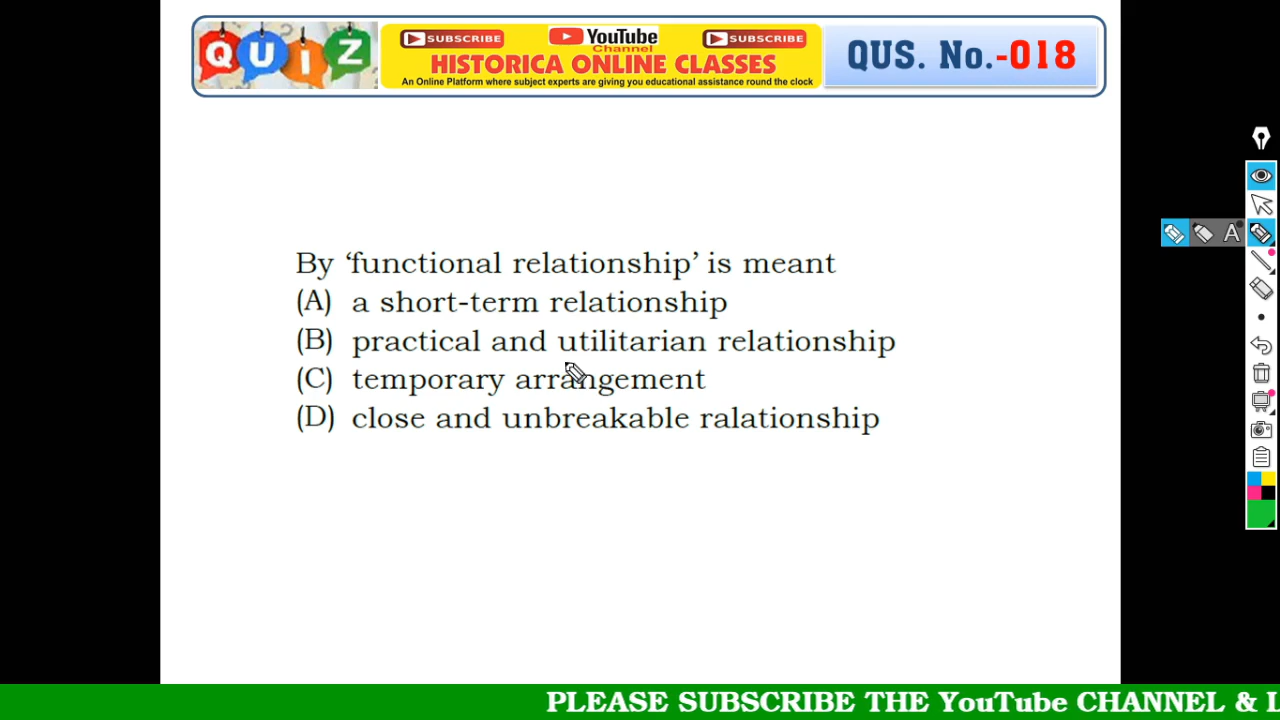 QUIZ
SUBSCRIBE
YouTube
Channel
SUBSCRIBE
HISTORICA ONLINE CLASSES
An Online Platform where subject experts are giving you educational assistance round the clock
QUS. No.-018
By ‘functional relationship’ is meant
(A) a short-term relationship
(B) practical and utilitarian relationship
(C) temporary arrangement
(D) close and unbreakable ralationship
A
PLEASE SUBSCRIBE THE YouTube CHANNEL & L